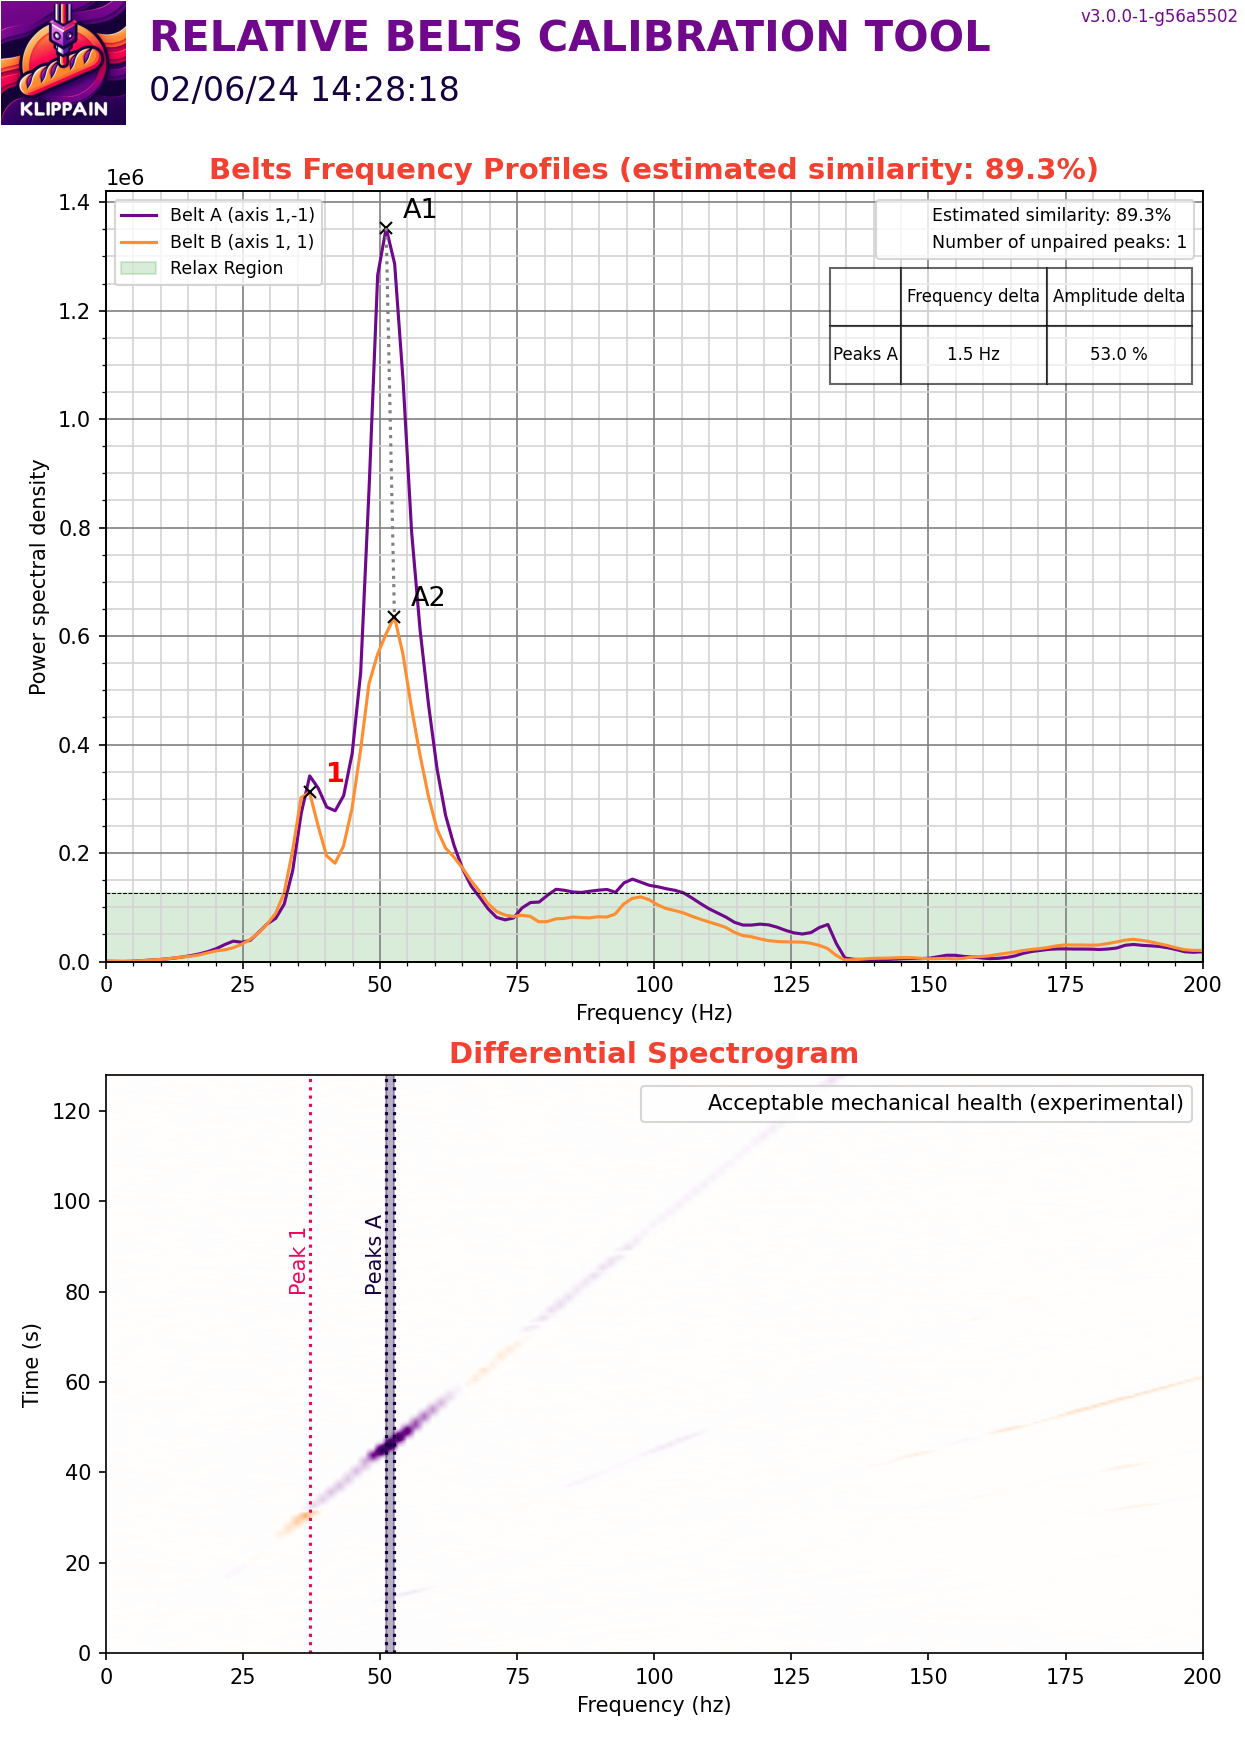 v3.0.0-1-g56a5502
RELATIVE BELTS CALIBRATION TOOL
02/06/24 14:28:18
KLIPPAIN
Belts Frequency Profiles (estimated similarity: 89.3%)
1e6
Belt A (axis 1,-1)
Belt B (axis 1, 1)
Relax Region
A1
Estimated similarity: 89.3%
Number of unpaired peaks: 1
Frequency delta Amplitude delta
Peaks A 1.5 Hz 53.0 %
A2
1
Power spectral density
1.4
1.2
1.0
0.8
0.6
0.4
0.2
0.0
0 25 50 75 100 125 150 175 200
Frequency (Hz)
Differential Spectrogram
Acceptable mechanical health (experimental)
Peak 1
Peaks A
Time (s)
120
100
80
60
40
20
0
0 25 50 75 100 125 150 175 200
Frequency (hz)